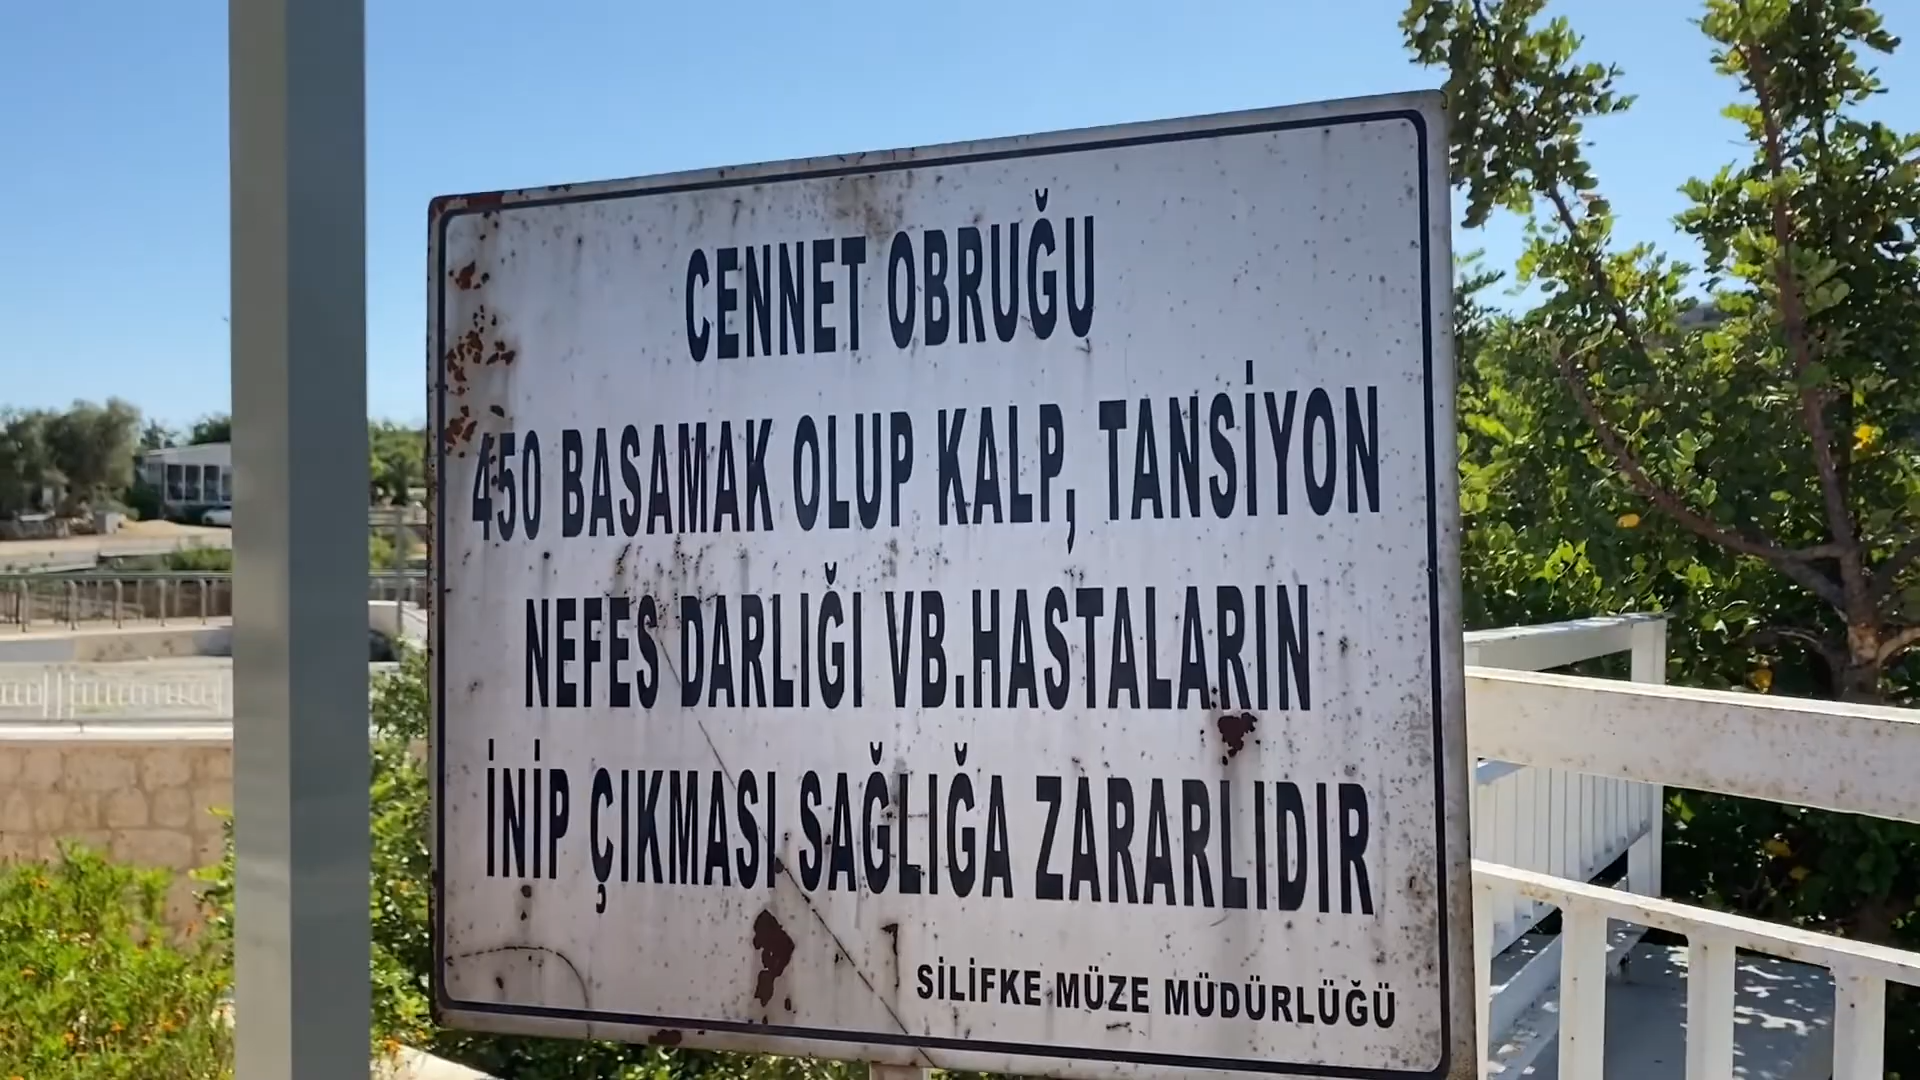 CENNET OBRUĞU
450 BASAMAK OLUP KALP, TANSİYON
NEFES DARLIĞI VB.HASTALARIN
İNİP ÇIKMASI SAĞLIĞA ZARARLIDIR
SİLİFKE MÜZE MÜDÜRLÜĞÜ